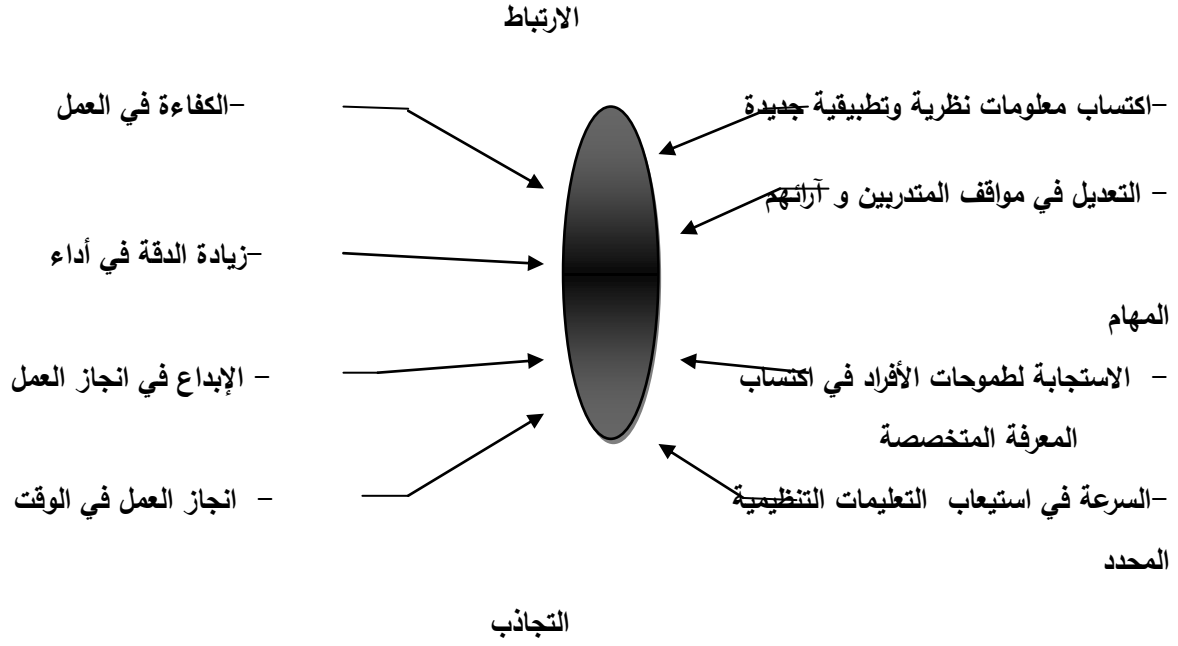 الارتباط
-اكتساب معلومات نظرية وتطبيقية جديدة -الكفاءة في العمل
- التعديل في مواقف المتدربين و آرائهم -زيادة الدقة في أداء
المهام
- الاستجابة لطموحات الأفراد في اكتساب - الإبداع في انجاز العمل
المعرفة المتخصصة
-السرعة في استيعاب التعليمات التنظيمية - انجاز العمل في الوقت
المحدد
التجاذب